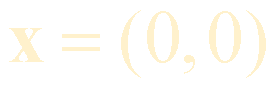 x = (0, 0)